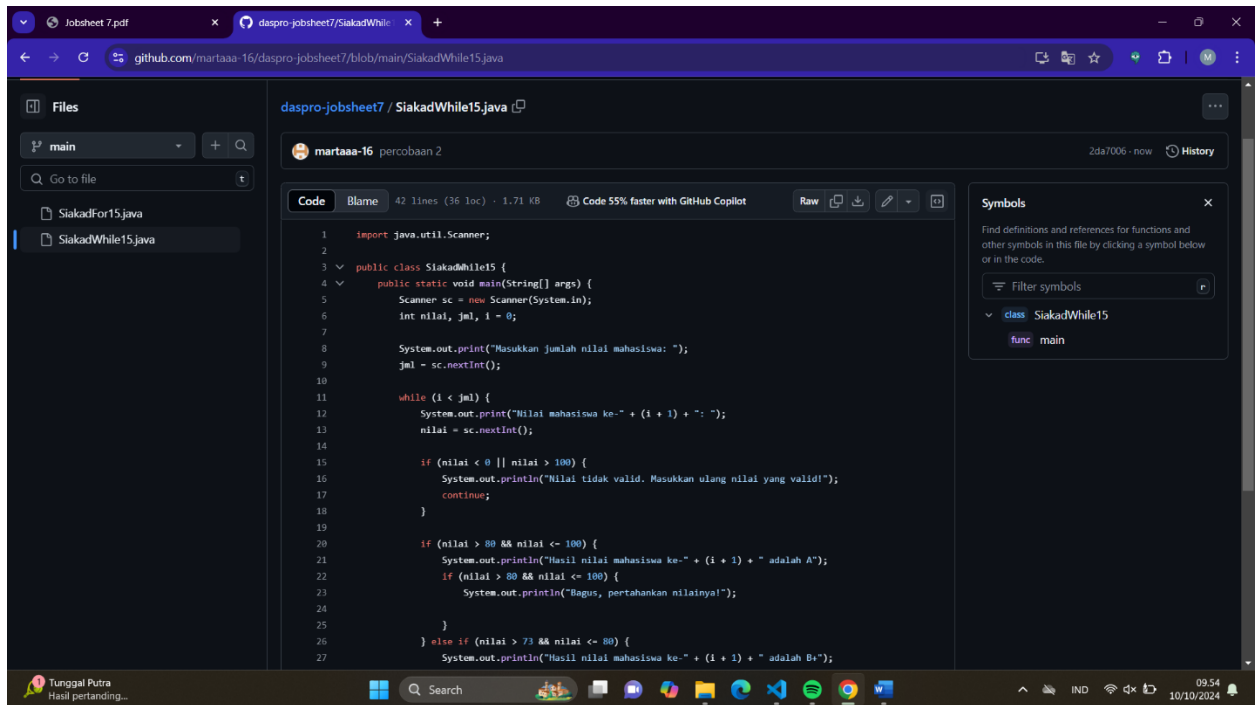 Jobsheet 7.pdf
daspro-jobsheet7/SiakadWhile1
github.com/martaaa-16/daspro-jobsheet7/blob/main/SiakadWhile15.java
M
Files
main
Go to file
t
SiakadFor15.java
SiakadWhile15.java
daspro-jobsheet7 / SiakadWhile15.java
martaaa-16 percobaan 2
2da7006 · now History
Code Blame 42 lines (36 loc) · 1.71 KB Code 55% faster with GitHub Copilot Raw
1 import java.util.Scanner;
2
3 public class SiakadWhile15 {
4 public static void main(String[] args) {
5 Scanner sc = new Scanner(System.in);
6 int nilai, jml, i = 0;
7
8 System.out.print("Masukkan jumlah nilai mahasiswa: ");
9 jml = sc.nextInt();
10
11 while (i < jml) {
12 System.out.print("Nilai mahasiswa ke-" + (i + 1) + ": ");
13 nilai = sc.nextInt();
14
15 if (nilai < 0 || nilai > 100) {
16 System.out.println("Nilai tidak valid. Masukkan ulang nilai yang valid!");
17 continue;
18 }
19
20 if (nilai > 80 && nilai <= 100) {
21 System.out.println("Hasil nilai mahasiswa ke-" + (i + 1) + " adalah A");
22 if (nilai > 80 && nilai <= 100) {
23 System.out.println("Bagus, pertahankan nilainya!");
24
25 }
26 } else if (nilai > 73 && nilai <= 80) {
27 System.out.println("Hasil nilai mahasiswa ke-" + (i + 1) + " adalah B+");
Symbols
Find definitions and references for functions and
other symbols in this file by clicking a symbol below
or in the code.
Filter symbols
r
class SiakadWhile15
func main
1
Tunggal Putra
Hasil pertanding...
Search
IND
09.54
10/10/2024